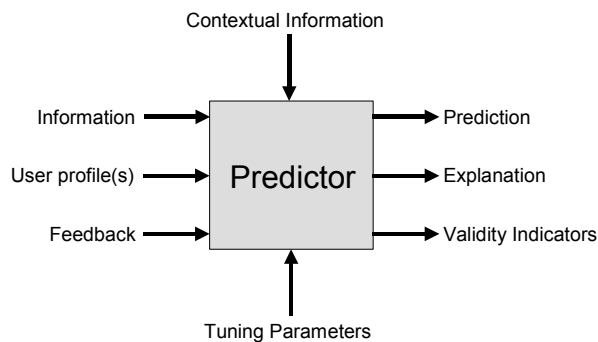 Contextual Information
Information
Prediction
User profile(s)
Predictor
Explanation
Feedback
Validity Indicators
Tuning Parameters